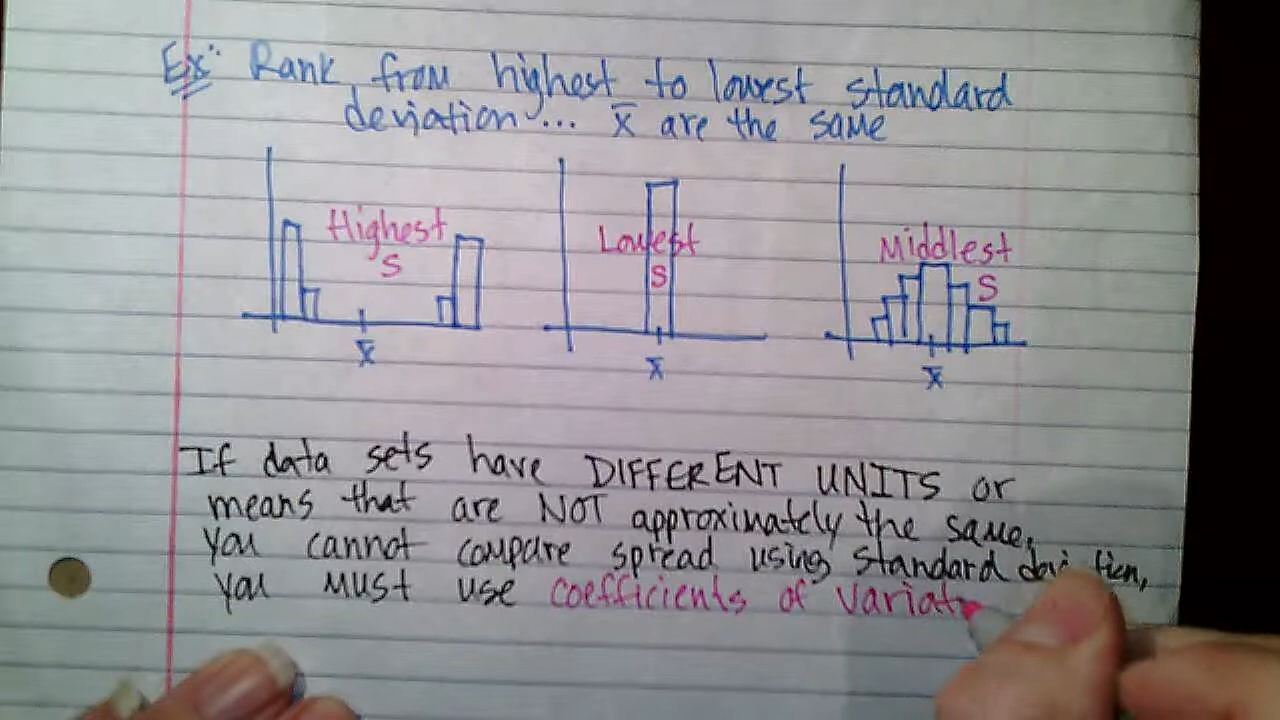 Ex: Rank from highest to lowest standard
deviation... x̄ are the same
Highest
S
Lowest
S
Middlest
S
x̄
x̄
x̄
If data sets have DIFFERENT UNITS or
means that are NOT approximately the same,
you cannot compare spread using standard
you must use coefficients of variat